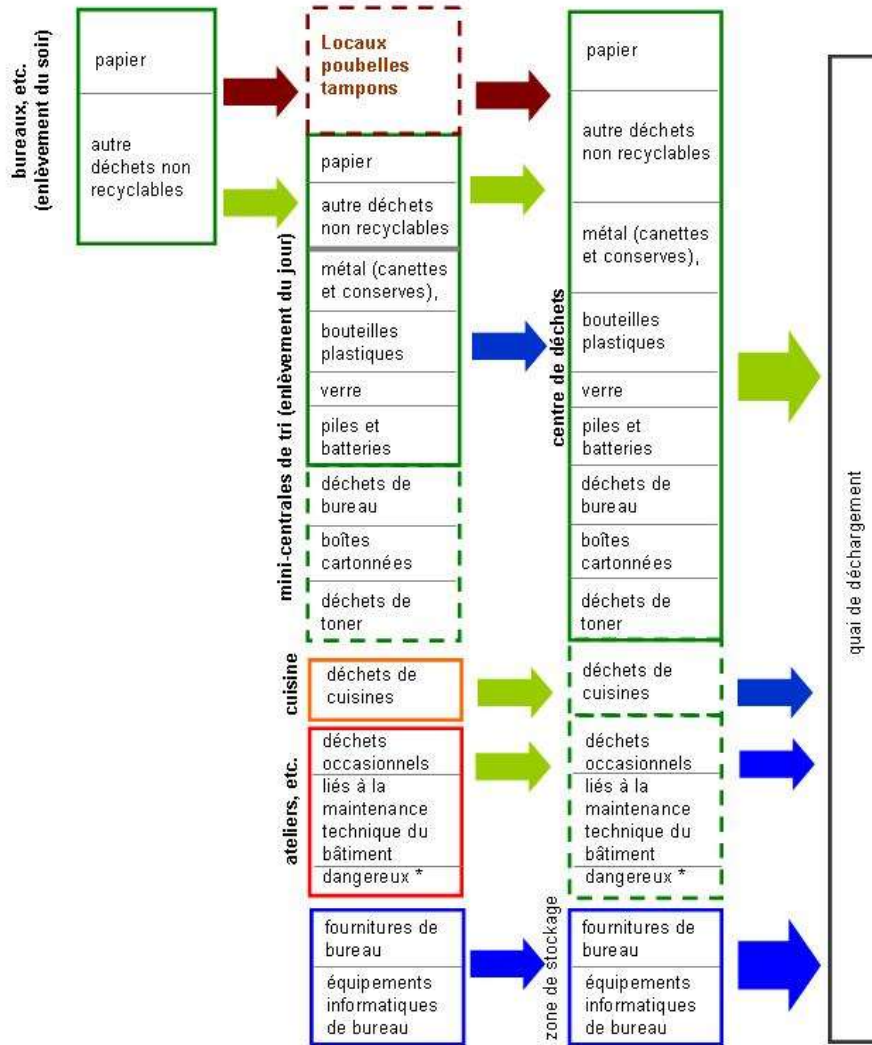 bureaux, etc.
(enlèvement du soir)
papier
autre
déchets non
recyclables
Locaux
poubelles
tampons
mini-centrales de tri (enlèvement du jour)
papier
autre déchets
non recyclables
métal (canettes
et conserves),
bouteilles
plastiques
verre
piles et
batteries
déchets de
bureau
boîtes
cartonnées
déchets de
toner
cuisine
déchets de
cuisines
ateliers, etc.
déchets
occasionnels
liés à la
maintenance
technique du
bâtiment
dangereux *
fournitures de
bureau
équipements
informatiques
de bureau
centre de déchets
papier
autre déchets
non recyclables
métal (canettes
et conserves),
bouteilles
plastiques
verre
piles et
batteries
déchets de
bureau
boîtes
cartonnées
déchets de
toner
déchets de
cuisines
déchets
occasionnels
liés à la
maintenance
technique du
bâtiment
dangereux *
zone de stockage
fournitures de
bureau
équipements
informatiques
de bureau
quai de déchargement